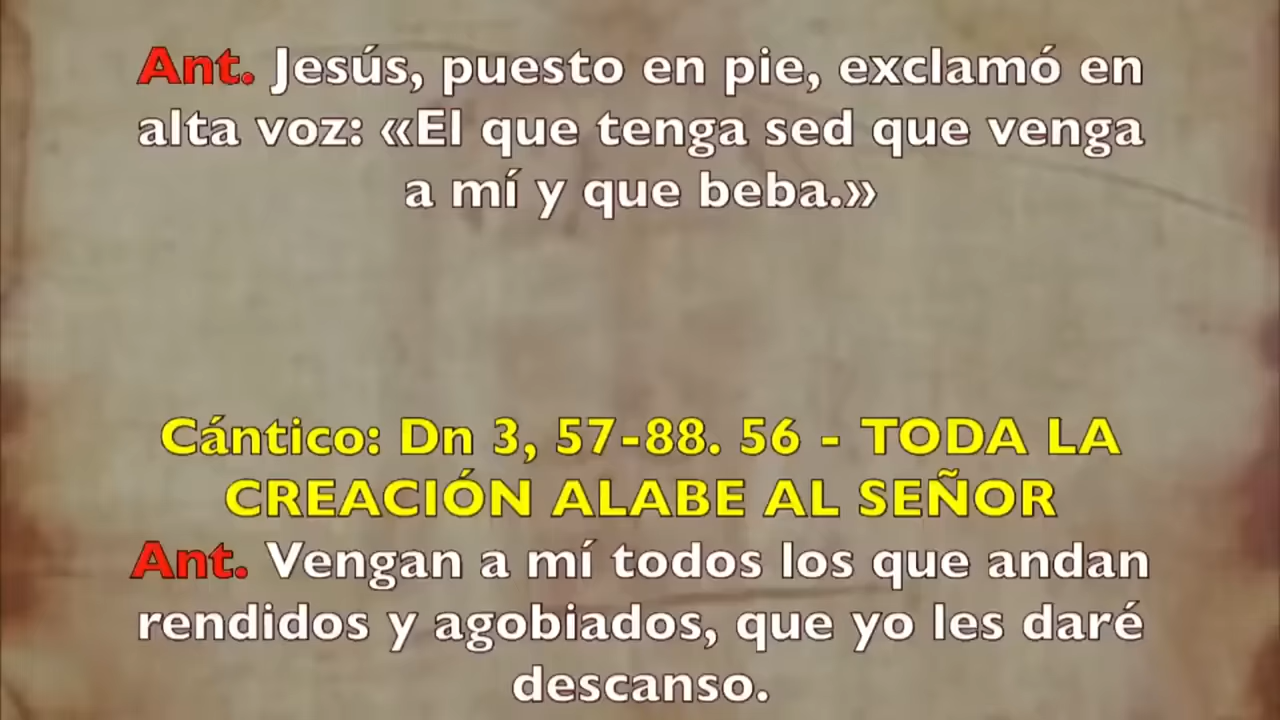 Ant. Jesús, puesto en pie, exclamó en
alta voz: «El que tenga sed que venga
a mí y que beba.»
Cántico: Dn 3, 57-88. 56 - TODA LA
CREACIÓN ALABE AL SEÑOR
Ant. Vengan a mí todos los que andan
rendidos y agobiados, que yo les daré
descanso.